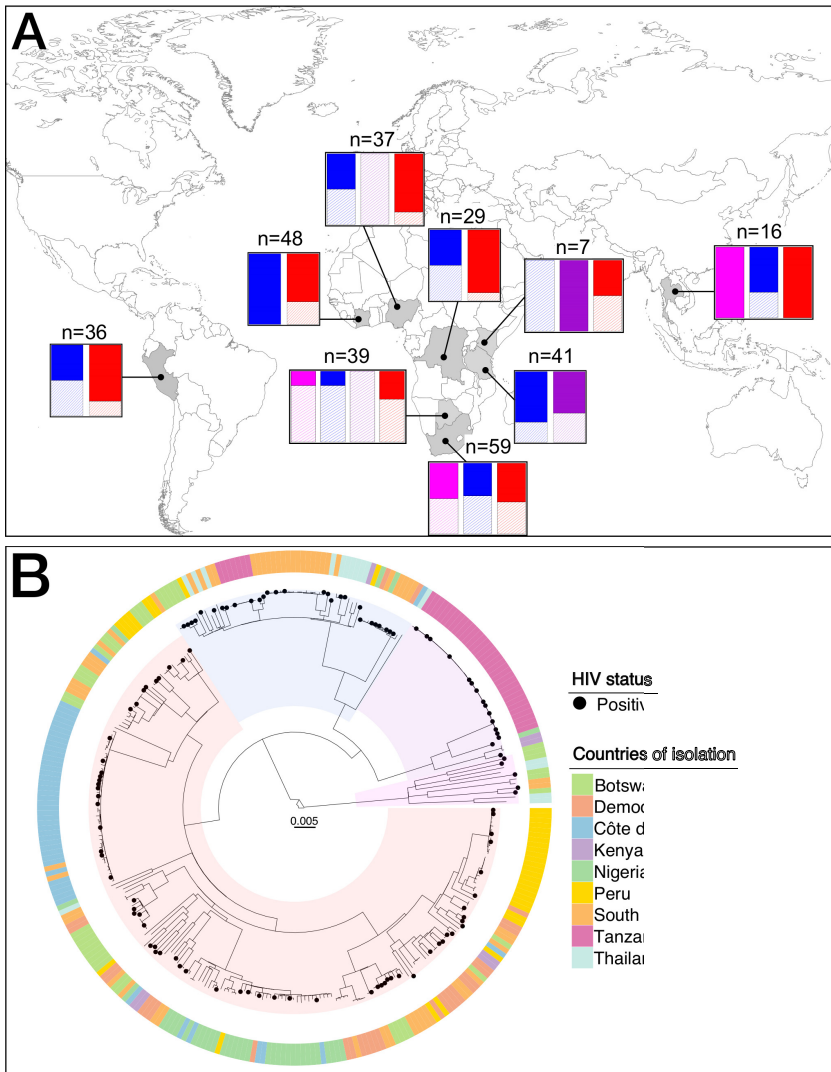 A
n=37
n=29
n=48
n=7
n=16
n=36
n=39
n=41
n=59
B
HIV status
Positiv
Countries of isolation
Botswa
Democ
Côte d
Kenya
Nigeria
Peru
South
Tanzar
Thailar
0.005